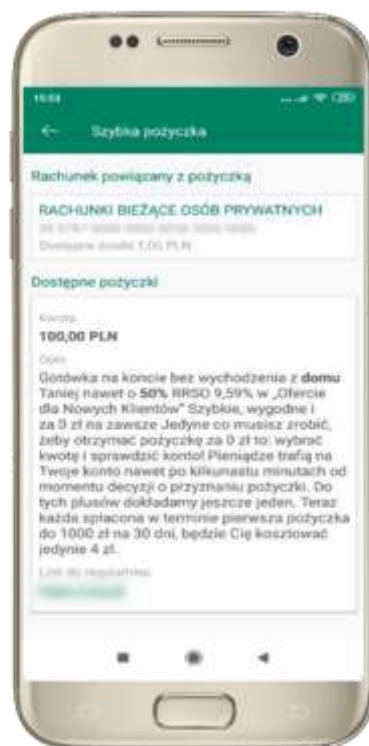 Szybka pożyczka
Rachunek powiązany z pożyczką
RACHUNKI BIEŻĄCE OSÓB PRYWATNYCH
Dostępne środki 1,00 PLN
Dostępne pożyczki
Kwota
100,00 PLN
Opis
Gotówka na koncie bez wychodzenia z domu
Taniej nawet o 50% RRSO 9,59% w „Ofercie
dla Nowych Klientów” Szybkie, wygodne i
za 0 zł na zawsze Jedyne co musisz zrobić,
żeby otrzymać pożyczkę za 0 zł to: wybrać
kwotę i sprawdzić konto! Pieniądze trafią na
Twoje konto nawet po kilkunastu minutach od
momentu decyzji o przyznaniu pożyczki. Do
tych plusów dokładamy jeszcze jeden. Teraz
każda spłacona w terminie pierwsza pożyczka
do 1000 zł na 30 dni, będzie Cię kosztować
jedynie 4 zł.
Link do regulaminu